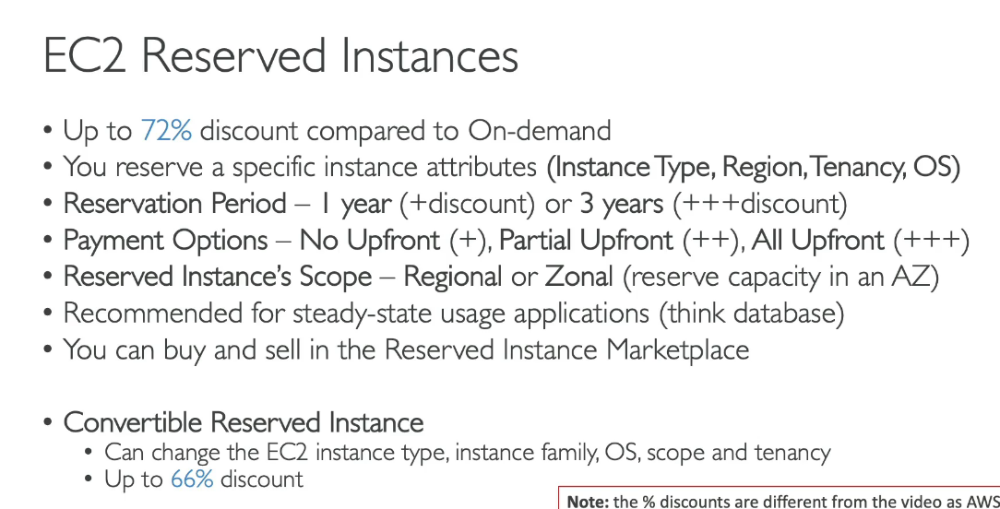 EC2 Reserved Instances
• Up to 72% discount compared to On-demand
• You reserve a specific instance attributes (Instance Type, Region, Tenancy, OS)
• Reservation Period – 1 year (+discount) or 3 years (+++discount)
• Payment Options – No Upfront (+), Partial Upfront (++), All Upfront (+++)
• Reserved Instance's Scope – Regional or Zonal (reserve capacity in an AZ)
• Recommended for steady-state usage applications (think database)
• You can buy and sell in the Reserved Instance Marketplace
• Convertible Reserved Instance
• Can change the EC2 instance type, instance family, OS, scope and tenancy
• Up to 66% discount
Note: the % discounts are different from the video as AWS